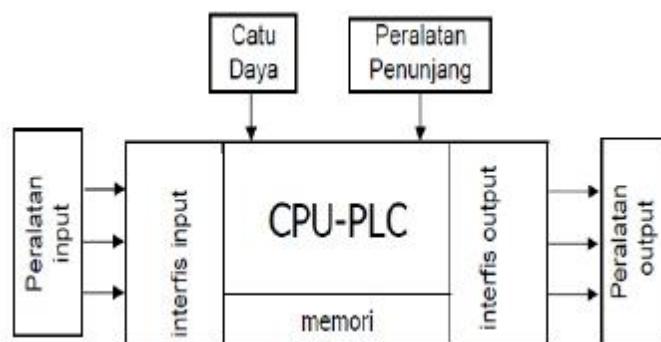 Catu
Daya
Peralatan
Penunjang
Peralatan
input
interfis input
CPU-PLC
memori
interfis output
Peralatan
output